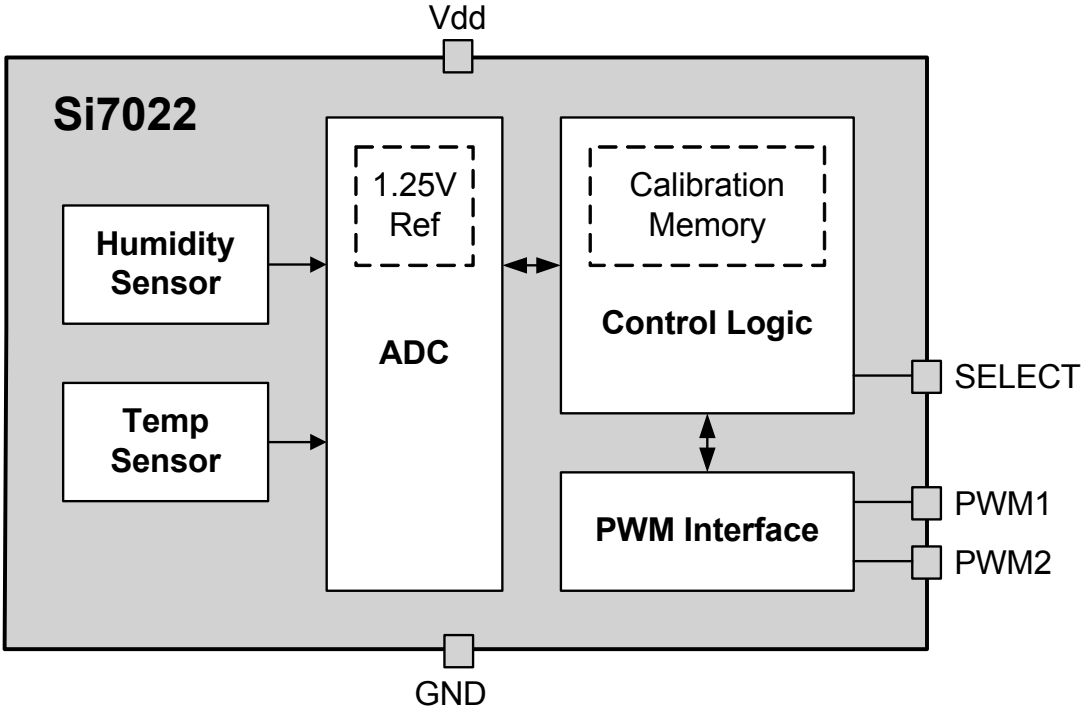 Vdd
Si7022
1.25V
Ref
Calibration
Memory
Humidity
Sensor
Control Logic
ADC
SELECT
Temp
Sensor
PWM1
PWM Interface
PWM2
GND